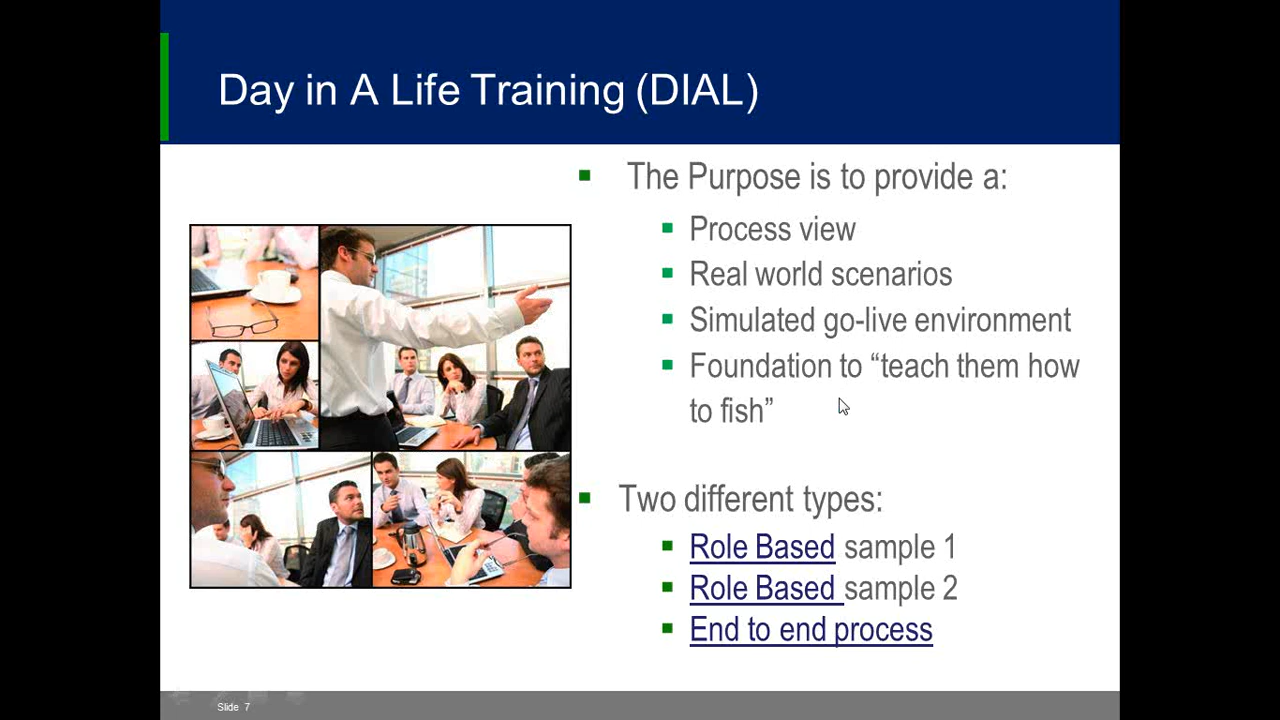 Day in A Life Training (DIAL)
The Purpose is to provide a:
Process view
Real world scenarios
Simulated go-live environment
Foundation to “teach them how
to fish”
Two different types:
Role Based sample 1
Role Based sample 2
End to end process
Slide 7